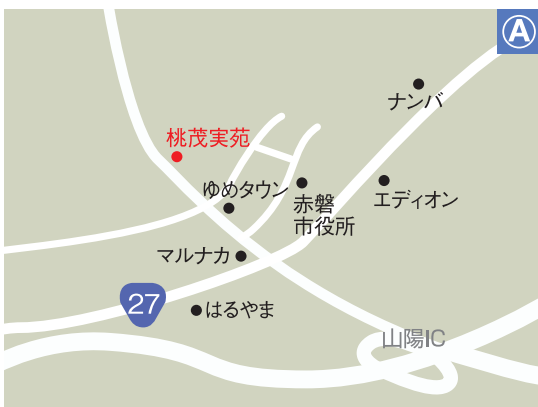 A
ナンバ
桃茂実苑
ゆめタウン
赤磐
市役所
エディオン
マルナカ
27
はるやま
山陽IC